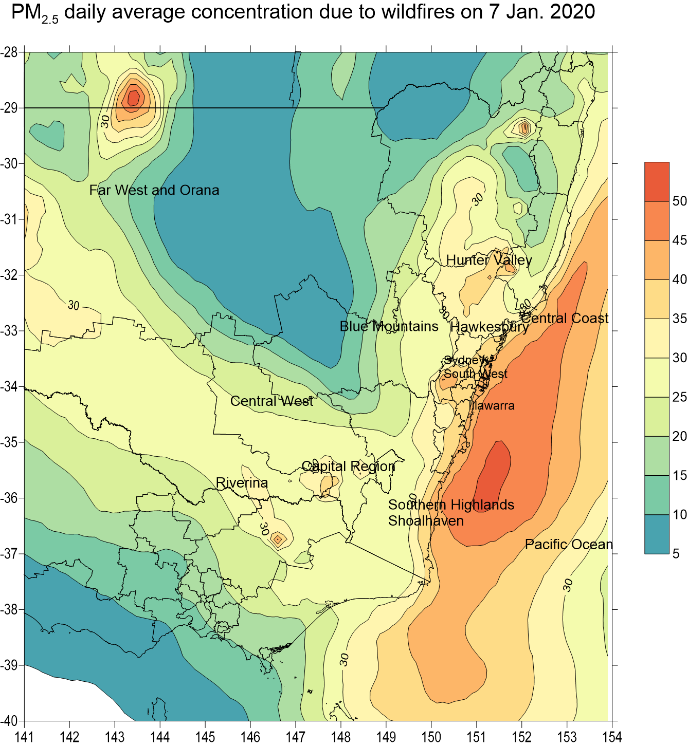 PM2.5 daily average concentration due to wildfires on 7 Jan. 2020
-28
-29
30
-30
Far West and Orana
30
-31
50
Hunter Valley
45
-32
40
30
30
Central Coast
35
-33
Blue Mountains
Hawkesbury
30
Sydney
South West
25
-34
Central West
Illawarra
20
-35
15
Capital Region
Riverina
10
-36
Southern Highlands
Shoalhaven
30
Pacific Ocean
5
-37
30
-38
-39
30
-40
141 142 143 144 145 146 147 148 149 150 151 152 153 154